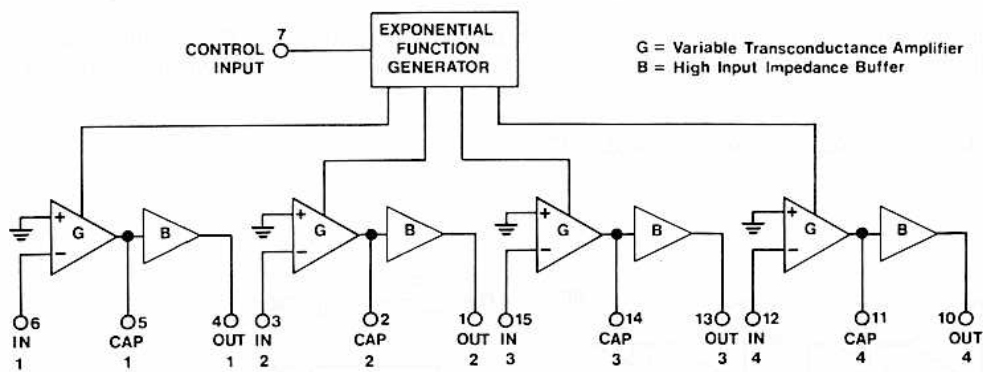 7
CONTROL
INPUT
EXPONENTIAL
FUNCTION
GENERATOR
G = Variable Transconductance Amplifier
B = High Input Impedance Buffer
+ G − B
+ G − B
+ G − B
+ G − B
6 5 4 3 2 1 15 14 13 12 11 10
IN CAP OUT IN CAP OUT IN CAP OUT IN CAP OUT
1 1 1 2 2 2 3 3 3 4 4 4